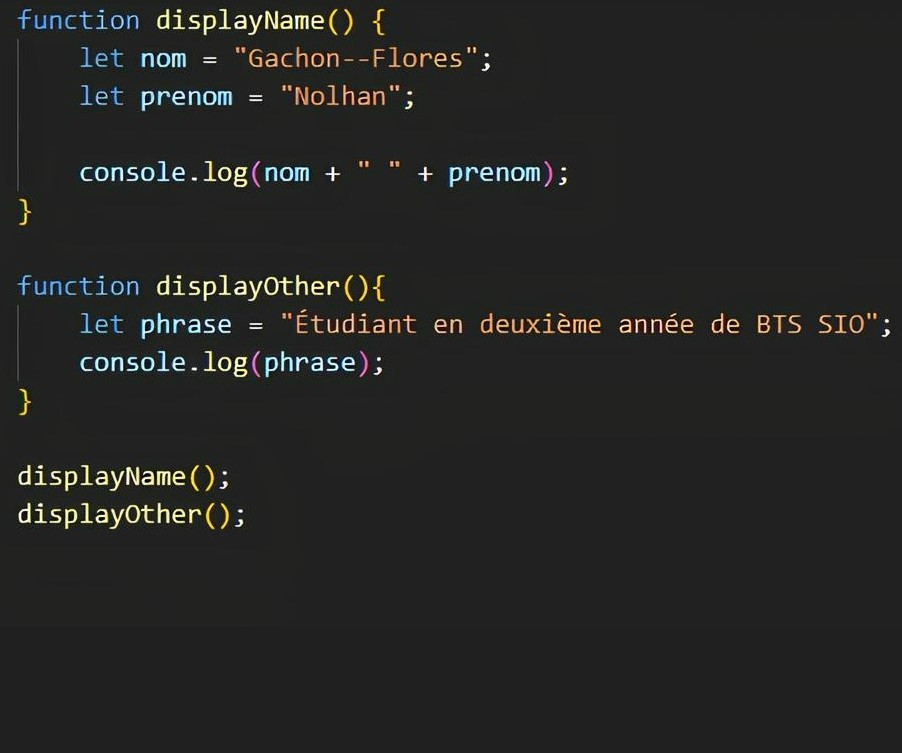 function displayName() {
    let nom = "Gachon--Flores";
    let prenom = "Nolhan";
    console.log(nom + " " + prenom);
}
function displayOther(){
    let phrase = "Étudiant en deuxième année de BTS SIO";
    console.log(phrase);
}
displayName();
displayOther();